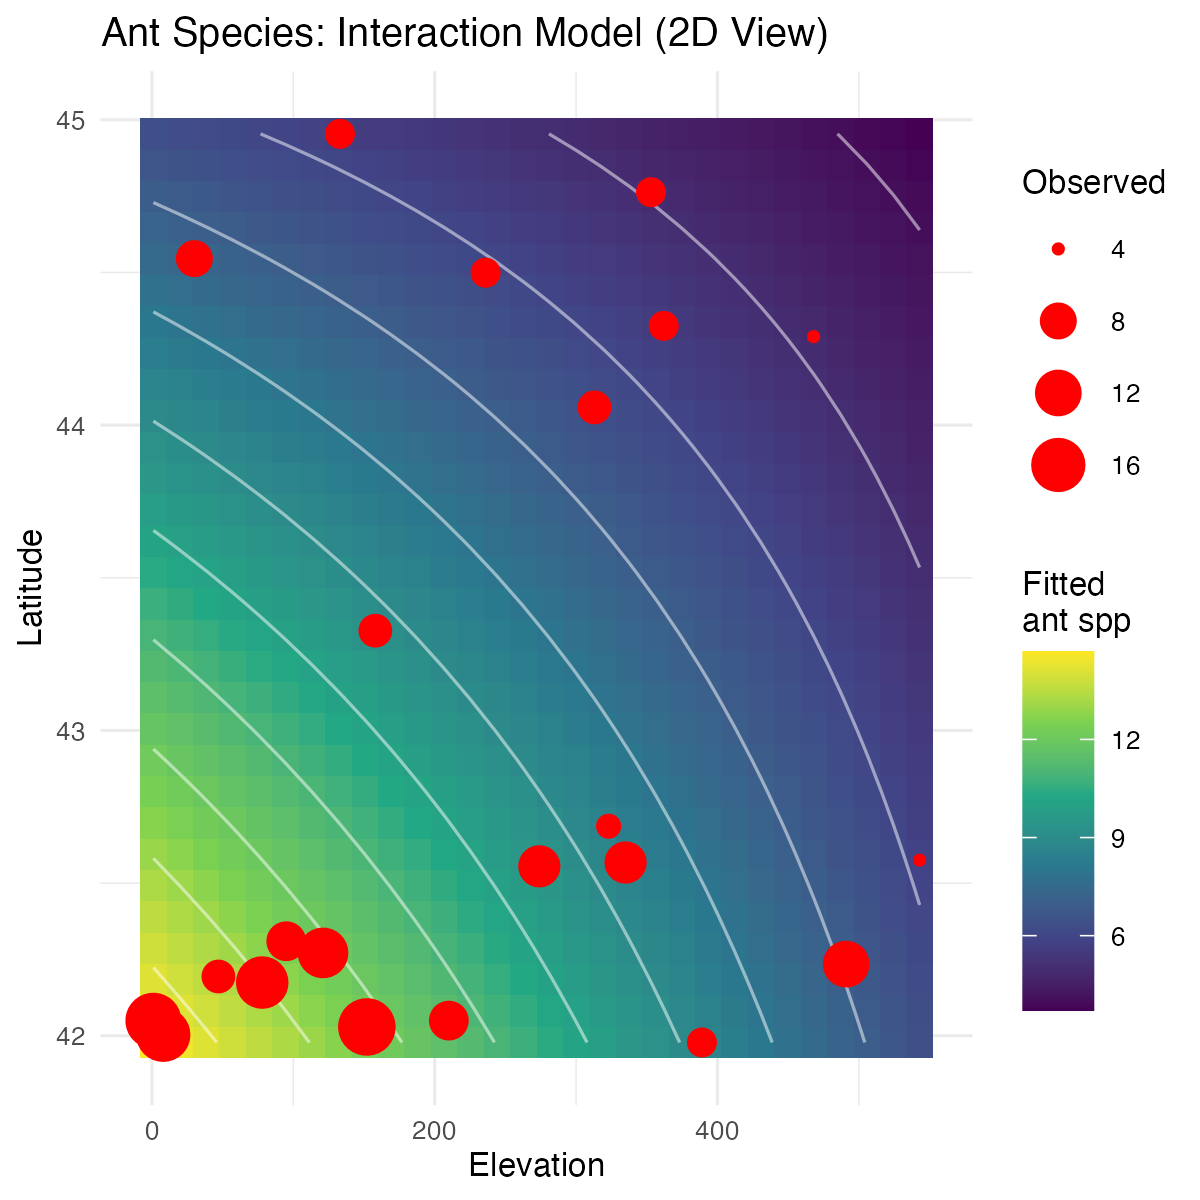 Ant Species: Interaction Model (2D View)
45
44
43
42
Latitude
0
200
400
Elevation
Observed
4
8
12
16
Fitted
ant spp
12
9
6